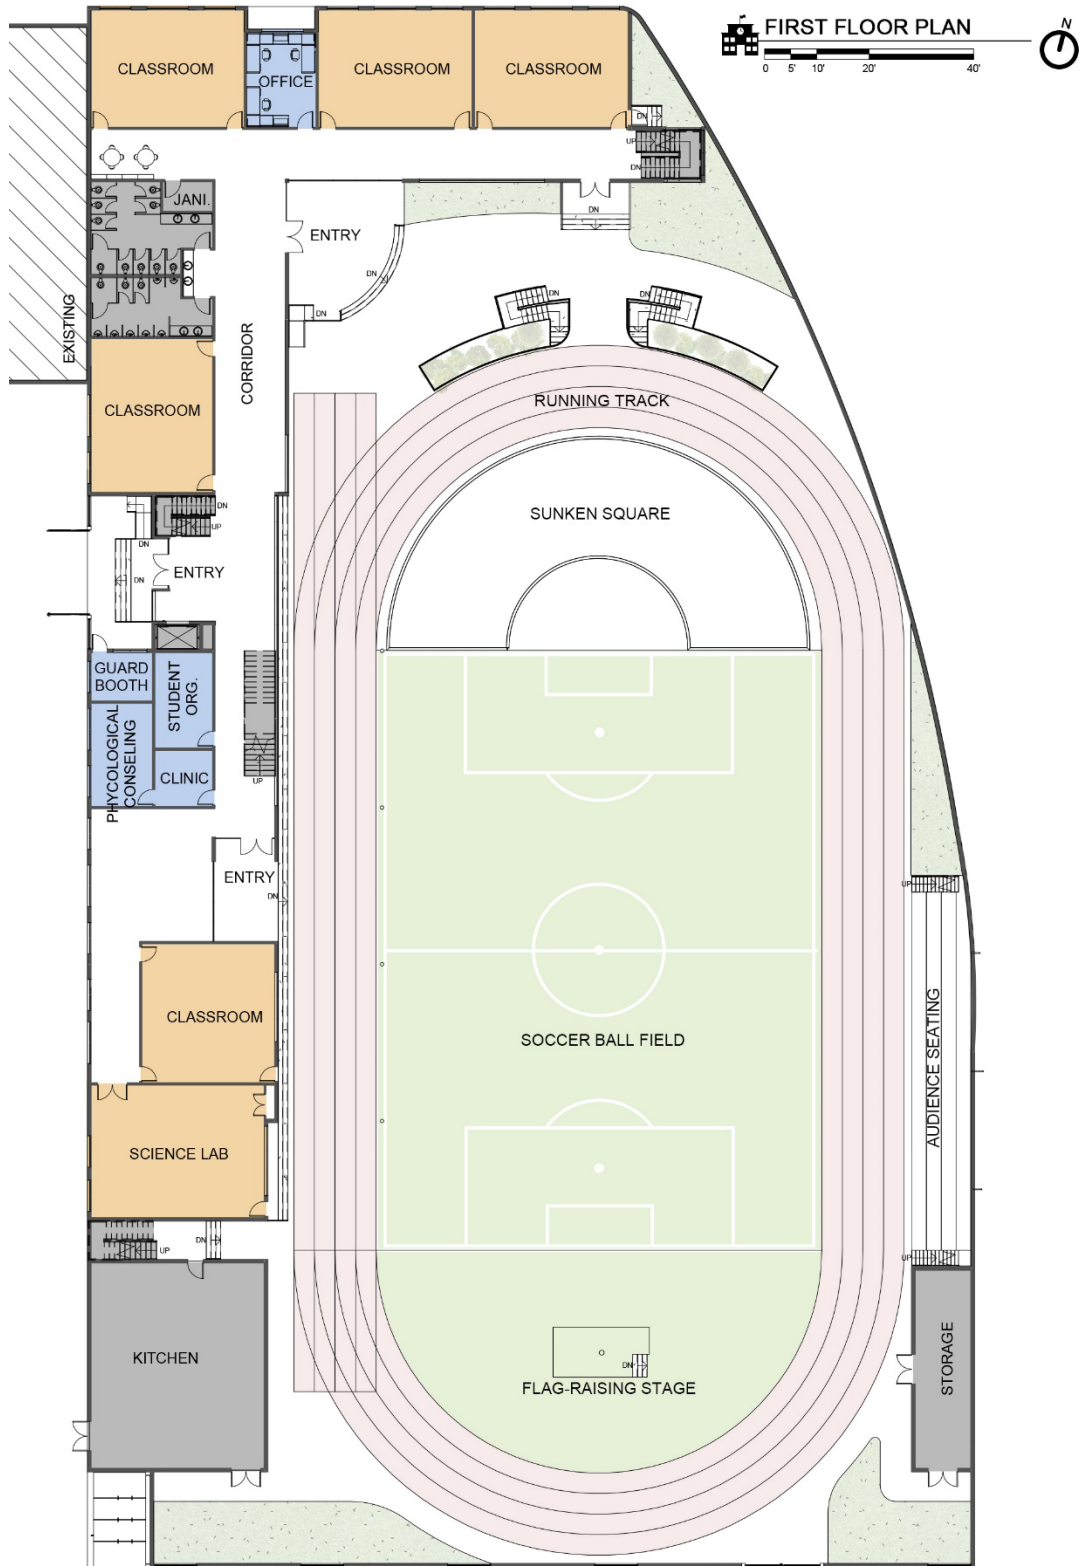 FIRST FLOOR PLAN
N
0 5' 10' 20' 40'
CLASSROOM
OFFICE
CLASSROOM
CLASSROOM
DN
UP
DN
JANI.
ENTRY
DN
DN
DN
DN
DN
EXISTING
CORRIDOR
CLASSROOM
RUNNING TRACK
SUNKEN SQUARE
DN
UP
DN
DN
ENTRY
GUARD
BOOTH
STUDENT
ORG.
PHYCOLOGICAL
CONSELING
CLINIC
UP
ENTRY
DN
UP
CLASSROOM
SOCCER BALL FIELD
AUDIENCE SEATING
SCIENCE LAB
UP
DN
UP
KITCHEN
DN
FLAG-RAISING STAGE
STORAGE